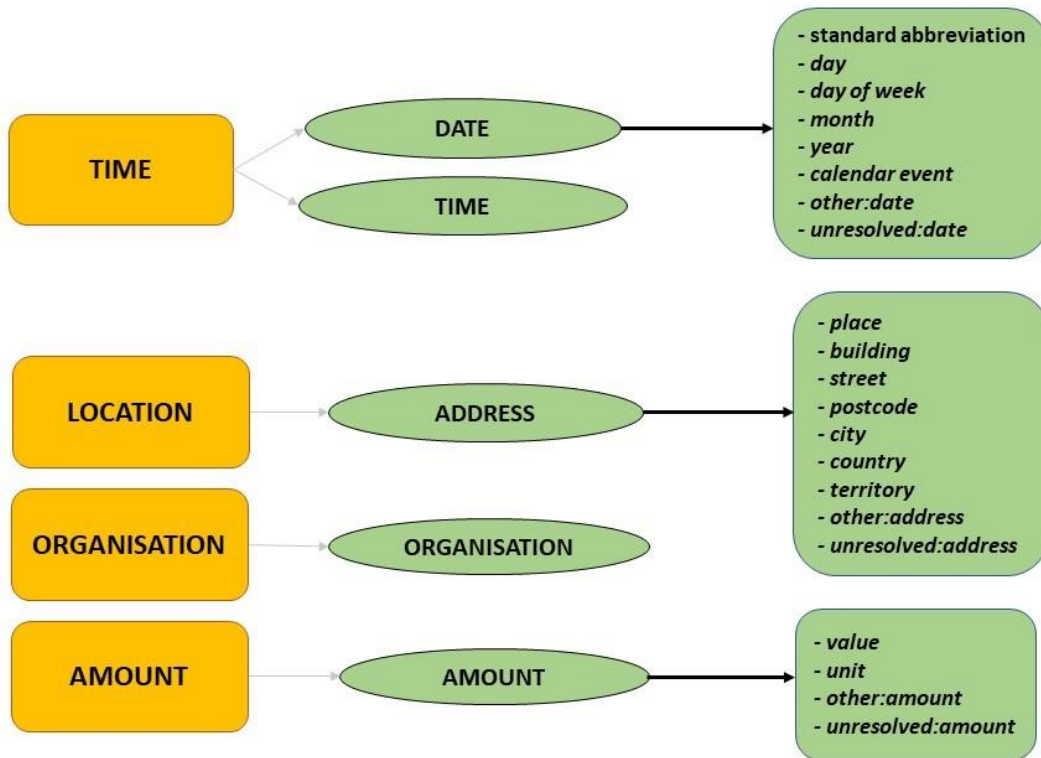 TIME
DATE
TIME
- standard abbreviation
- day
- day of week
- month
- year
- calendar event
- other:date
- unresolved:date
LOCATION
ADDRESS
- place
- building
- street
- postcode
- city
- country
- territory
- other:address
- unresolved:address
ORGANISATION
ORGANISATION
AMOUNT
AMOUNT
- value
- unit
- other:amount
- unresolved:amount